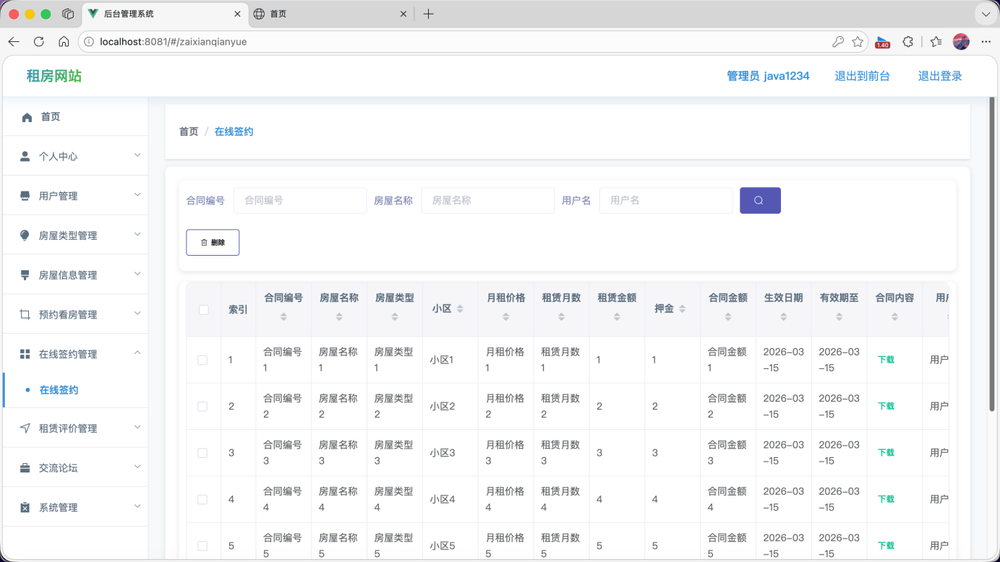 后台管理系统
首页
localhost:8081/#/zaixianqianyue
1.40
租房网站
管理员 java1234
退出到前台
退出登录
首页
个人中心
用户管理
房屋类型管理
房屋信息管理
预约看房管理
在线签约管理
在线签约
租赁评价管理
交流论坛
系统管理
首页 / 在线签约
合同编号 合同编号 房屋名称 房屋名称 用户名 用户名
删除
索引 合同编号 房屋名称 房屋类型 小区 月租价格 租赁月数 租赁金额 押金 合同金额 生效日期 有效期至 合同内容
1 合同编号1 房屋名称1 房屋类型1 小区1 月租价格1 租赁月数1 1 1 合同金额1 2026-03-15 2026-03-15 下载 用户
2 合同编号2 房屋名称2 房屋类型2 小区2 月租价格2 租赁月数2 2 2 合同金额2 2026-03-15 2026-03-15 下载 用户
3 合同编号3 房屋名称3 房屋类型3 小区3 月租价格3 租赁月数3 3 3 合同金额3 2026-03-15 2026-03-15 下载 用户
4 合同编号4 房屋名称4 房屋类型4 小区4 月租价格4 租赁月数4 4 4 合同金额4 2026-03-15 2026-03-15 下载 用户
5 合同编号5 房屋名称5 房屋类型5 小区5 月租价格5 租赁月数5 5 5 合同金额5 2026-03-15 2026-03-15 下载 用户